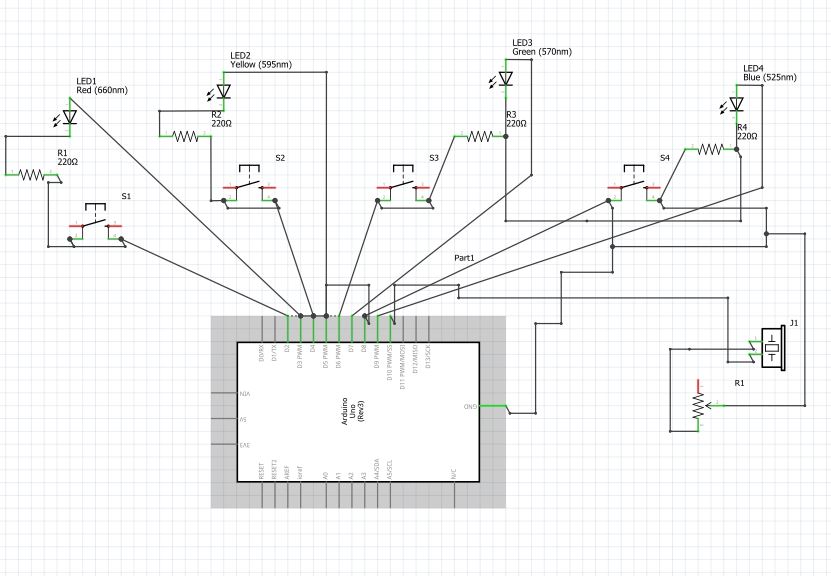 LED3
Green (570nm)
LED2
Yellow (595nm)
LED4
Blue (525nm)
LED1
Red (660nm)
R2
220Ω
R3
220Ω
R4
220Ω
R1
220Ω
S2
S3
S4
S1
Part1
J1
D0/RX
D1/TX
D2
D3 PWM
D4
D5 PWM
D6 PWM
D7
D8
D9 PWM
D10 PWM/SS
D11 PWM/MOSI
D12/MISO
D13/SCK
R1
VIN
5V
3V3
Arduino
Uno
(Rev3)
GND
RESET
RESET2
AREF
ioref
A0
A1
A2
A3
A4/SDA
A5/SCL
N/C